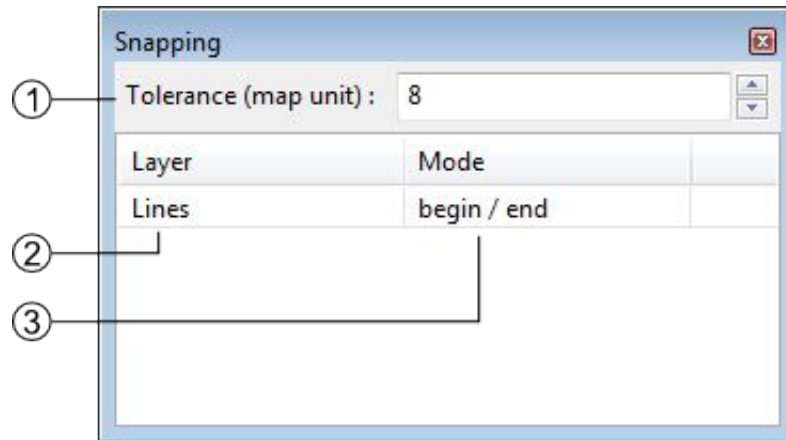 Snapping
① Tolerance (map unit) : 8
Layer Mode
Lines begin / end
②
③